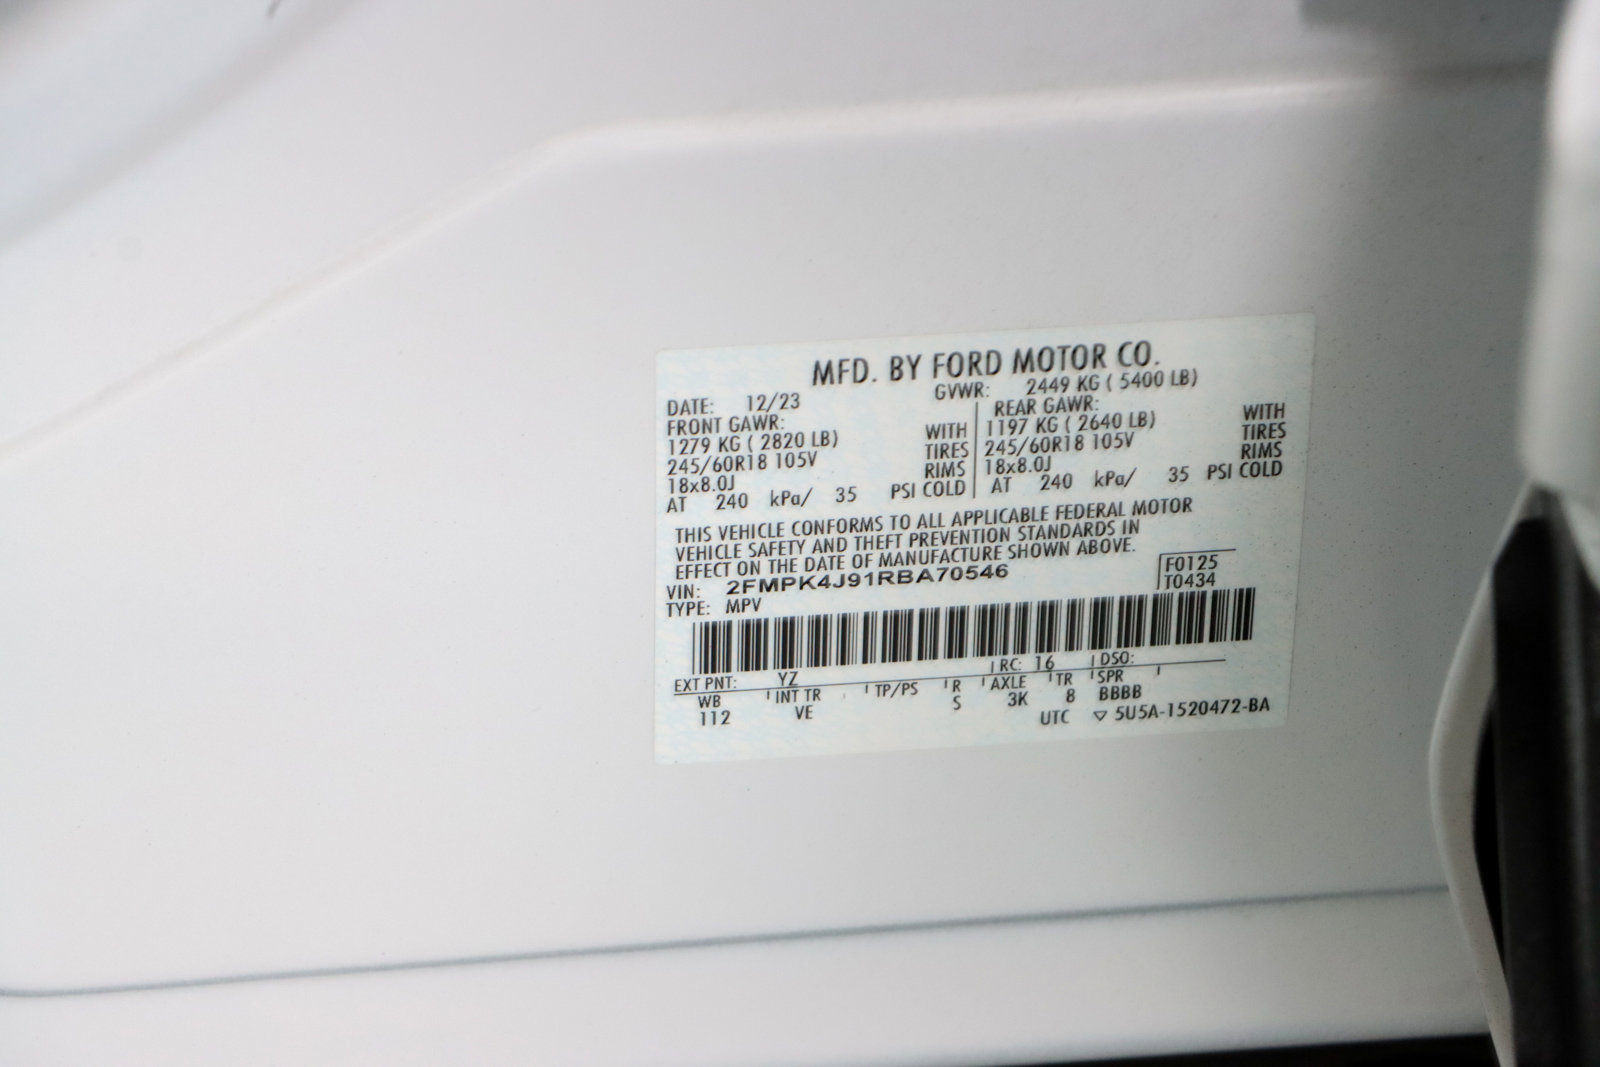 MFD. BY FORD MOTOR CO.
DATE: 12/23 GVWR: 2449 KG ( 5400 LB)
FRONT GAWR: REAR GAWR:
1279 KG ( 2820 LB) WITH 1197 KG ( 2640 LB) WITH
245/60R18 105V TIRES 245/60R18 105V TIRES
18x8.0J RIMS 18x8.0J RIMS
AT 240 kPa/ 35 PSI COLD AT 240 kPa/ 35 PSI COLD
THIS VEHICLE CONFORMS TO ALL APPLICABLE FEDERAL MOTOR
VEHICLE SAFETY AND THEFT PREVENTION STANDARDS IN
EFFECT ON THE DATE OF MANUFACTURE SHOWN ABOVE.
VIN: 2FMPK4J91RBA70546 F0125
TYPE: MPV T0434
EXT PNT: YZ RC: 16 DSO:
WB INT TR TP/PS R AXLE TR SPR
112 VE S 3K 8 BBBB
UTC ▽ 5U5A-1520472-BA